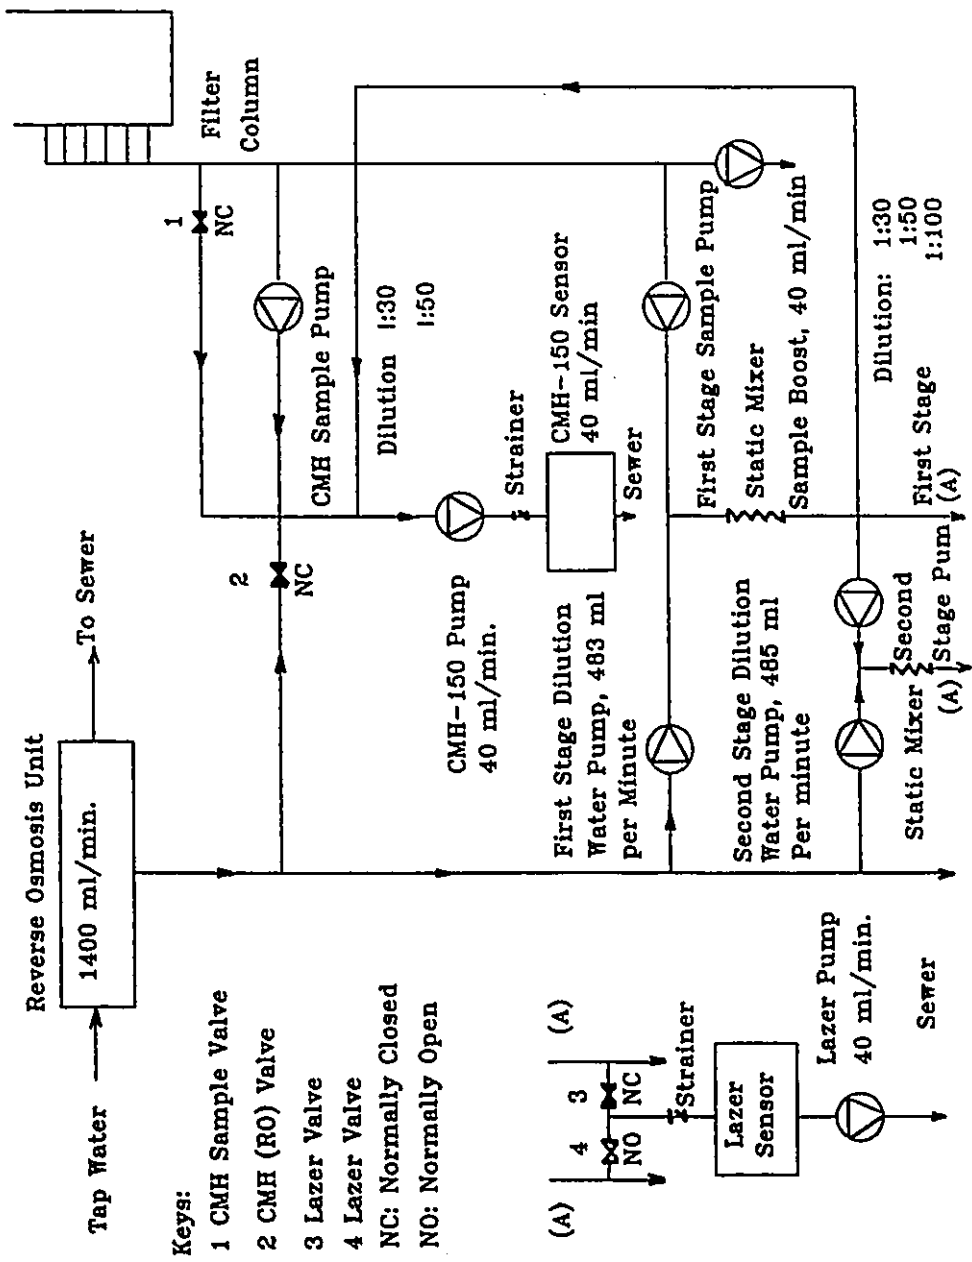 Reverse Osmosis Unit
Tap Water
1400 ml/min.
To Sewer
Filter
Column
Keys:
1 CMH Sample Valve
2 CMH (RO) Valve
3 Lazer Valve
4 Lazer Valve
NC: Normally Closed
NO: Normally Open
1
NC
2
NC
CMH Sample Pump
Dilution 1:30
1:50
CMH-150 Pump
40 ml/min.
Strainer
CMH-150 Sensor
40 ml/min
Sewer
First Stage Dilution
Water Pump, 483 ml
per Minute
First Stage Sample Pump
Static Mixer
Sample Boost, 40 ml/min
Second Stage Dilution
Water Pump, 485 ml
Per minute
Dilution: 1:30
1:50
1:100
Static Mixer
Second
Stage Pum
(A)
First Stage
(A)
(A)
(A)
4
NO
3
NC
Strainer
Lazer
Sensor
Lazer Pump
40 ml/min.
Sewer